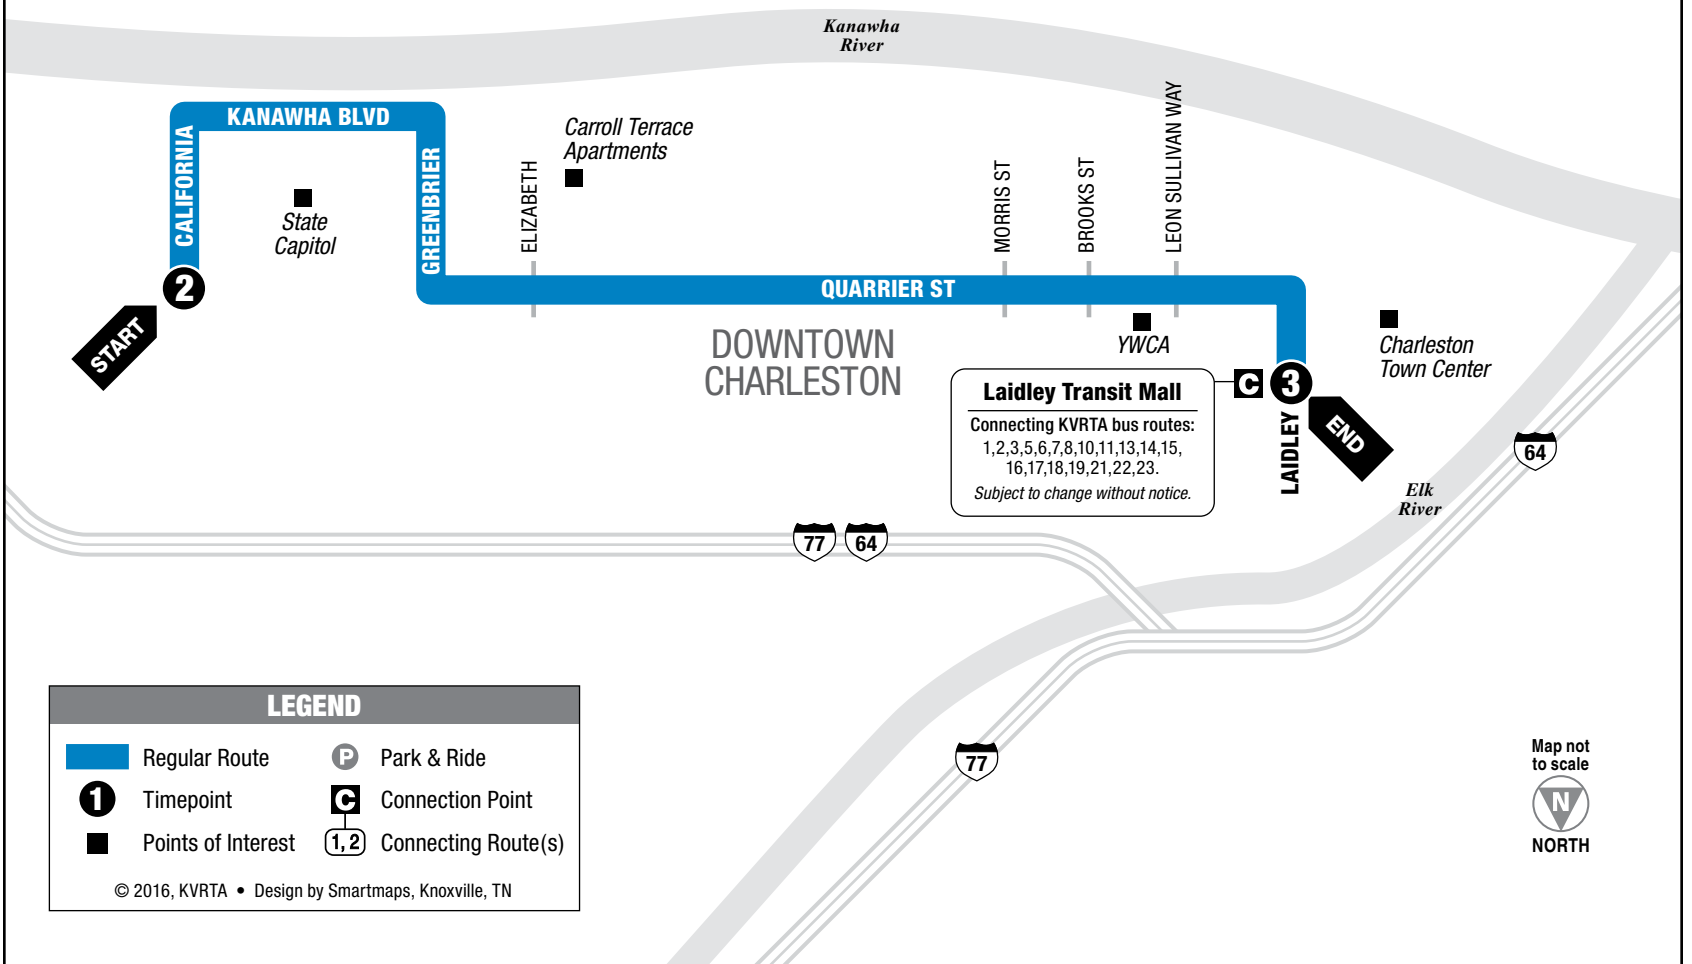 Kanawha
River
KANAWHA BLVD
CALIFORNIA
GREENBRIER
State
Capitol
Carroll Terrace
Apartments
ELIZABETH
MORRIS ST
BROOKS ST
LEON SULLIVAN WAY
2
START
QUARRIER ST
DOWNTOWN
CHARLESTON
YWCA
Charleston
Town Center
Laidley Transit Mall
Connecting KVRTA bus routes:
1,2,3,5,6,7,8,10,11,13,14,15,
16,17,18,19,21,22,23.
Subject to change without notice.
C
3
LAIDLEY
END
64
Elk
River
77
64
77
LEGEND
Regular Route
P Park & Ride
1 Timepoint
C Connection Point
Points of Interest
1, 2 Connecting Route(s)
© 2016, KVRTA • Design by Smartmaps, Knoxville, TN
Map not
to scale
N
NORTH